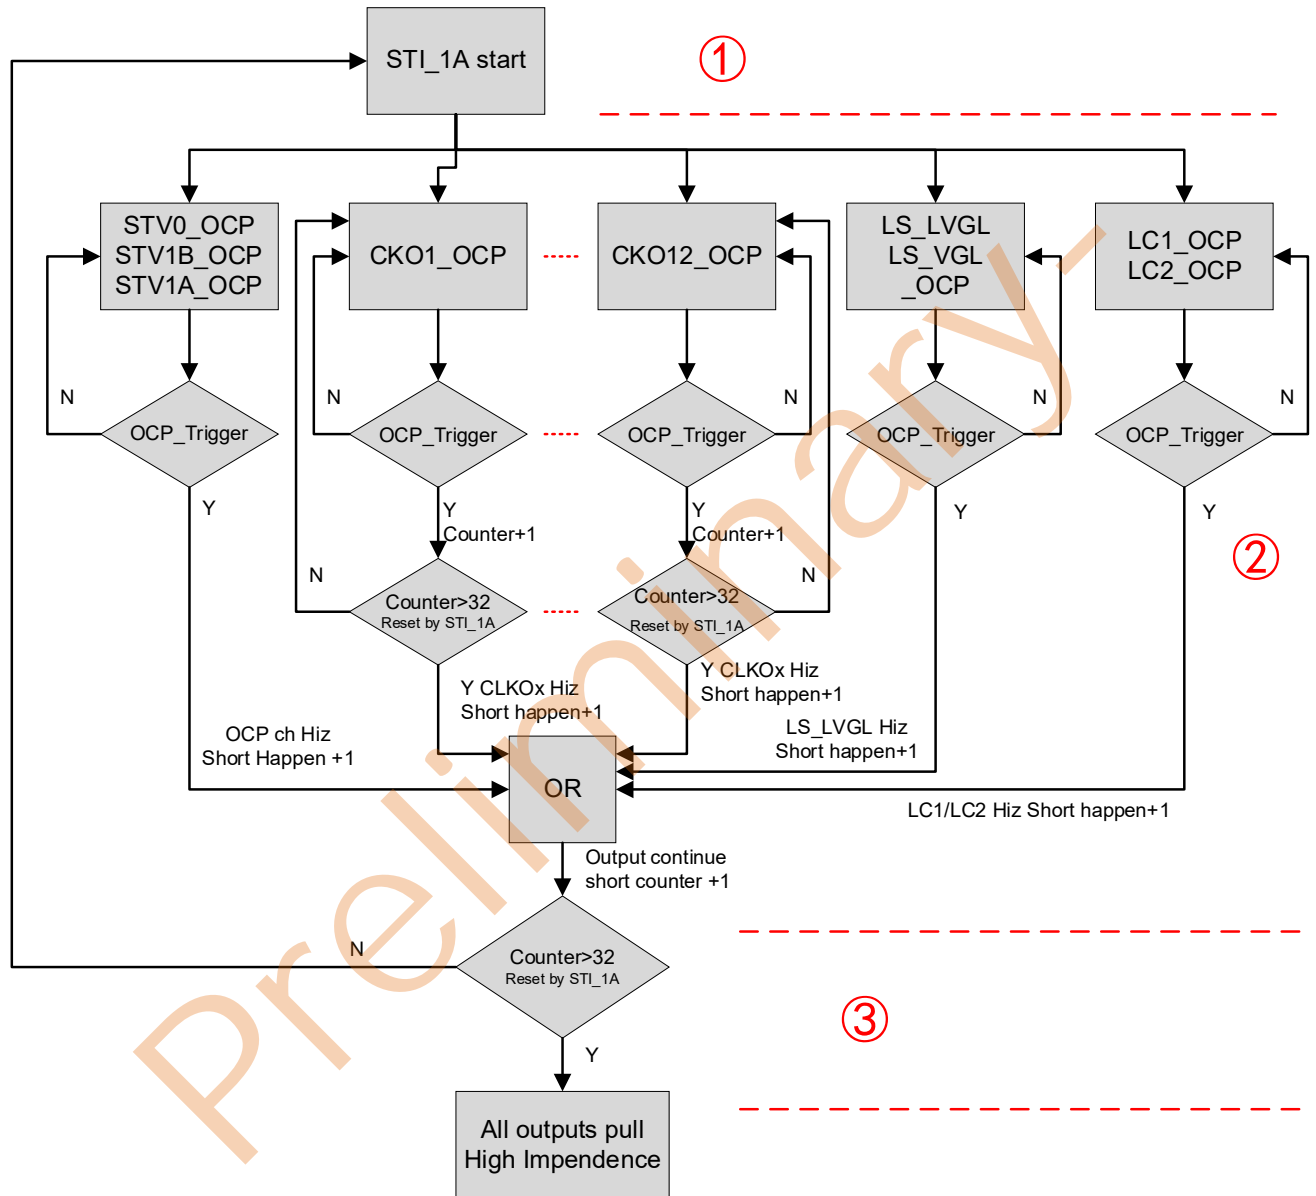 STI_1A start
①
STV0_OCP
STV1B_OCP
STV1A_OCP
CKO1_OCP
CKO12_OCP
LS_LVGL
LS_VGL
_OCP
LC1_OCP
LC2_OCP
N
OCP_Trigger
Y
N
OCP_Trigger
Y
Counter+1
N
OCP_Trigger
Y
Counter+1
N
OCP_Trigger
Y
N
OCP_Trigger
Y
②
N
Counter>32
Reset by STI_1A
N
Counter>32
Reset by STI_1A
Y CLKOx Hiz
Short happen+1
Y CLKOx Hiz
Short happen+1
OCP ch Hiz
Short Happen +1
LS_LVGL Hiz
Short happen+1
OR
LC1/LC2 Hiz Short happen+1
Output continue
short counter +1
N
Counter>32
Reset by STI_1A
③
Y
All outputs pull
High Impendence
Preliminary-